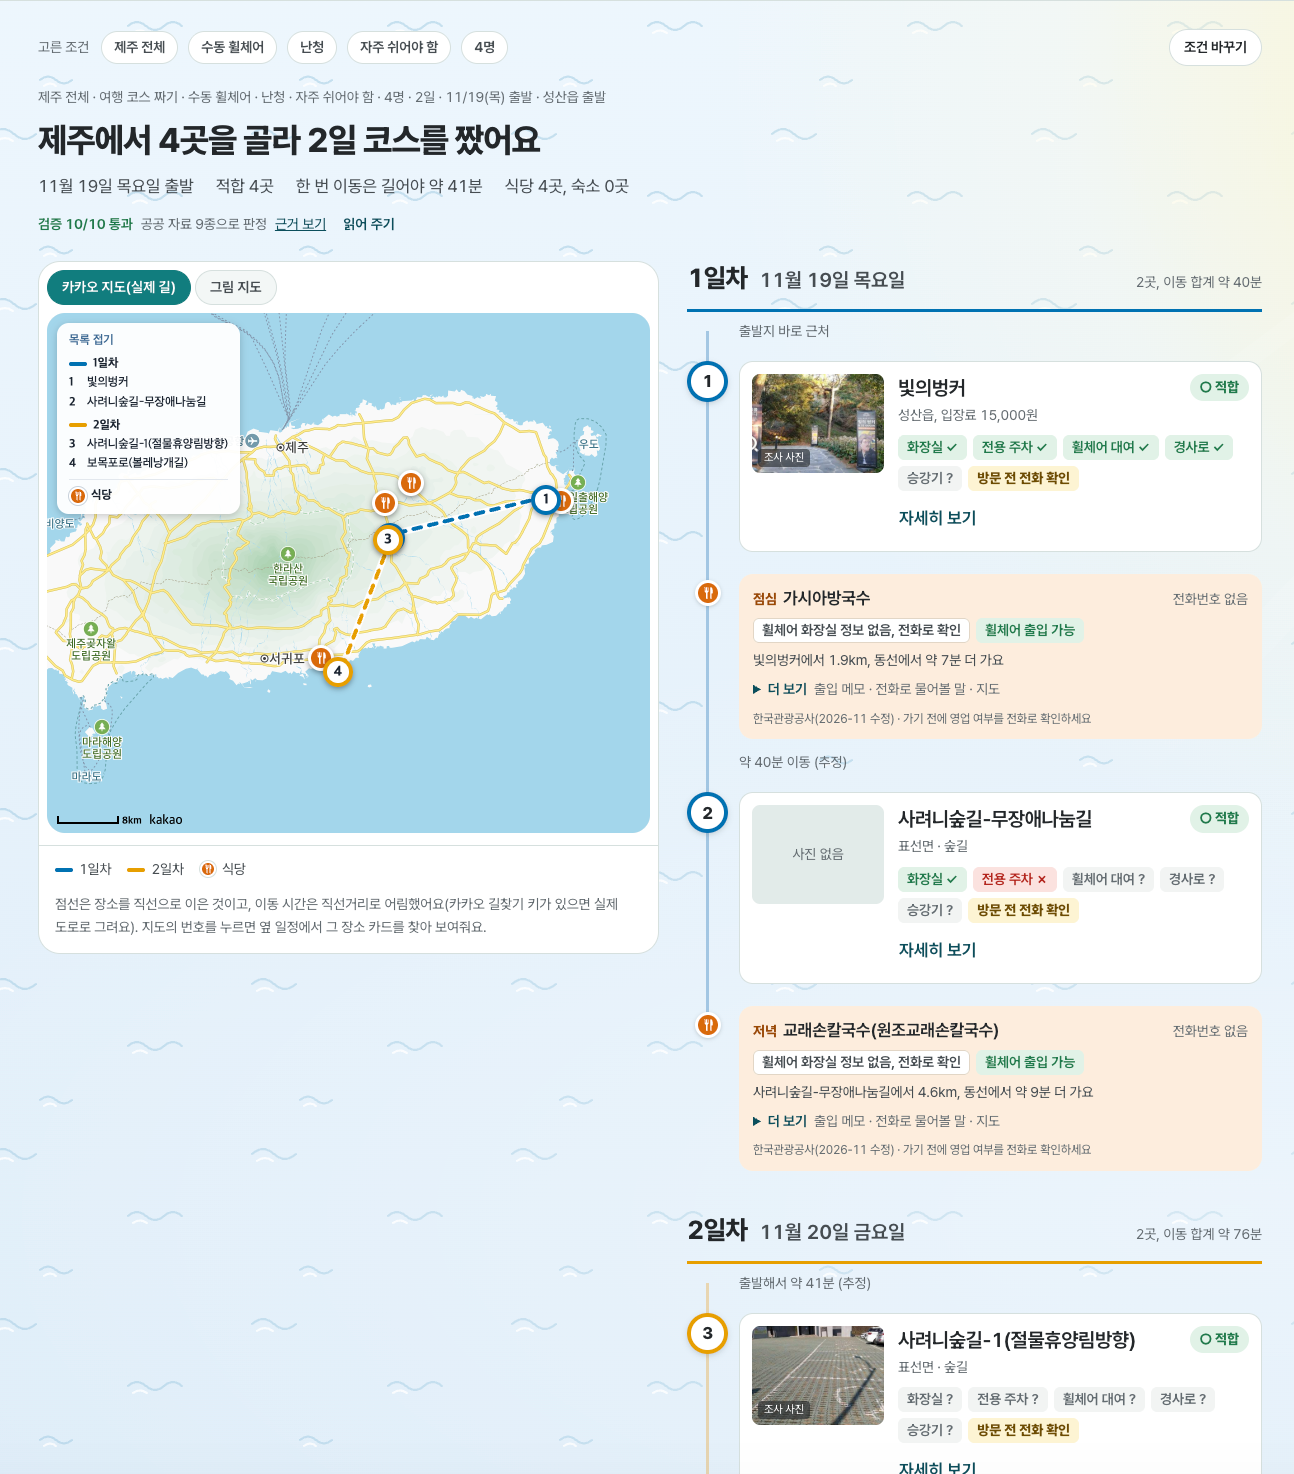 고른 조건 제주 전체 수동 휠체어 난청 자주 쉬어야 함 4명 조건 바꾸기
제주 전체 · 여행 코스 짜기 · 수동 휠체어 · 난청 · 자주 쉬어야 함 · 4명 · 2일 · 11/19(목) 출발 · 성산읍 출발
제주에서 4곳을 골라 2일 코스를 짰어요
11월 19일 목요일 출발 적합 4곳 한 번 이동은 길어야 약 41분 식당 4곳, 숙소 0곳
검증 10/10 통과 공공 자료 9종으로 판정 근거 보기 읽어 주기
카카오 지도(실제 길) 그림 지도
목록 접기
1일차
1 빛의벙커
2 사려니숲길-무장애나눔길
2일차
3 사려니숲길-1(절물휴양림방향)
4 보목포로(볼레낭개길)
식당
제주
우도
1
일출해양
립공원
비양도
3
한라산
국립공원
제주곶자왈
도립공원
서귀포
4
마라해양
도립공원
마라도
8km kakao
1일차 2일차 식당
점선은 장소를 직선으로 이은 것이고, 이동 시간은 직선거리로 어림했어요(카카오 길찾기 키가 있으면 실제
도로로 그려요). 지도의 번호를 누르면 옆 일정에서 그 장소 카드를 찾아 보여줘요.
1일차 11월 19일 목요일 2곳, 이동 합계 약 40분
출발지 바로 근처
1
빛의벙커 적합
성산읍, 입장료 15,000원
화장실 ✓ 전용 주차 ✓ 휠체어 대여 ✓ 경사로 ✓
승강기 ? 방문 전 전화 확인
조사 사진
자세히 보기
점심 가시아방국수 전화번호 없음
휠체어 화장실 정보 없음, 전화로 확인 휠체어 출입 가능
빛의벙커에서 1.9km, 동선에서 약 7분 더 가요
▶ 더 보기 출입 메모 · 전화로 물어볼 말 · 지도
한국관광공사(2026-11 수정) · 가기 전에 영업 여부를 전화로 확인하세요
약 40분 이동 (추정)
2
사려니숲길-무장애나눔길 적합
표선면 · 숲길
사진 없음
화장실 ✓ 전용 주차 × 휠체어 대여 ? 경사로 ?
승강기 ? 방문 전 전화 확인
자세히 보기
저녁 교래손칼국수(원조교래손칼국수) 전화번호 없음
휠체어 화장실 정보 없음, 전화로 확인 휠체어 출입 가능
사려니숲길-무장애나눔길에서 4.6km, 동선에서 약 9분 더 가요
▶ 더 보기 출입 메모 · 전화로 물어볼 말 · 지도
한국관광공사(2026-11 수정) · 가기 전에 영업 여부를 전화로 확인하세요
2일차 11월 20일 금요일 2곳, 이동 합계 약 76분
출발해서 약 41분 (추정)
3
사려니숲길-1(절물휴양림방향) 적합
표선면 · 숲길
화장실 ? 전용 주차 ? 휠체어 대여 ? 경사로 ?
조사 사진
승강기 ? 방문 전 전화 확인
자세히 보기